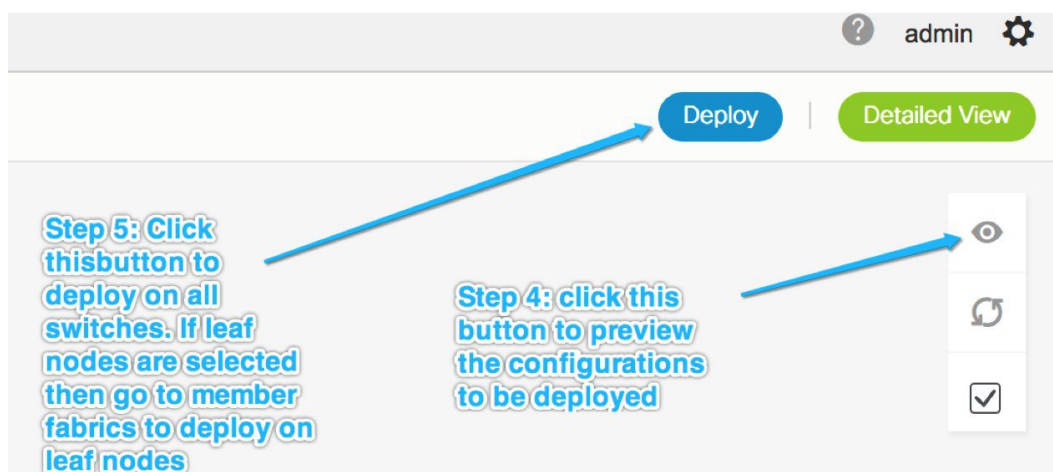 admin
Deploy
Detailed View
Step 5: Click
thisbutton to
deploy on all
switches. If leaf
nodes are selected
then go to member
fabrics to deploy on
leaf nodes
Step 4: click this
button to preview
the configurations
to be deployed